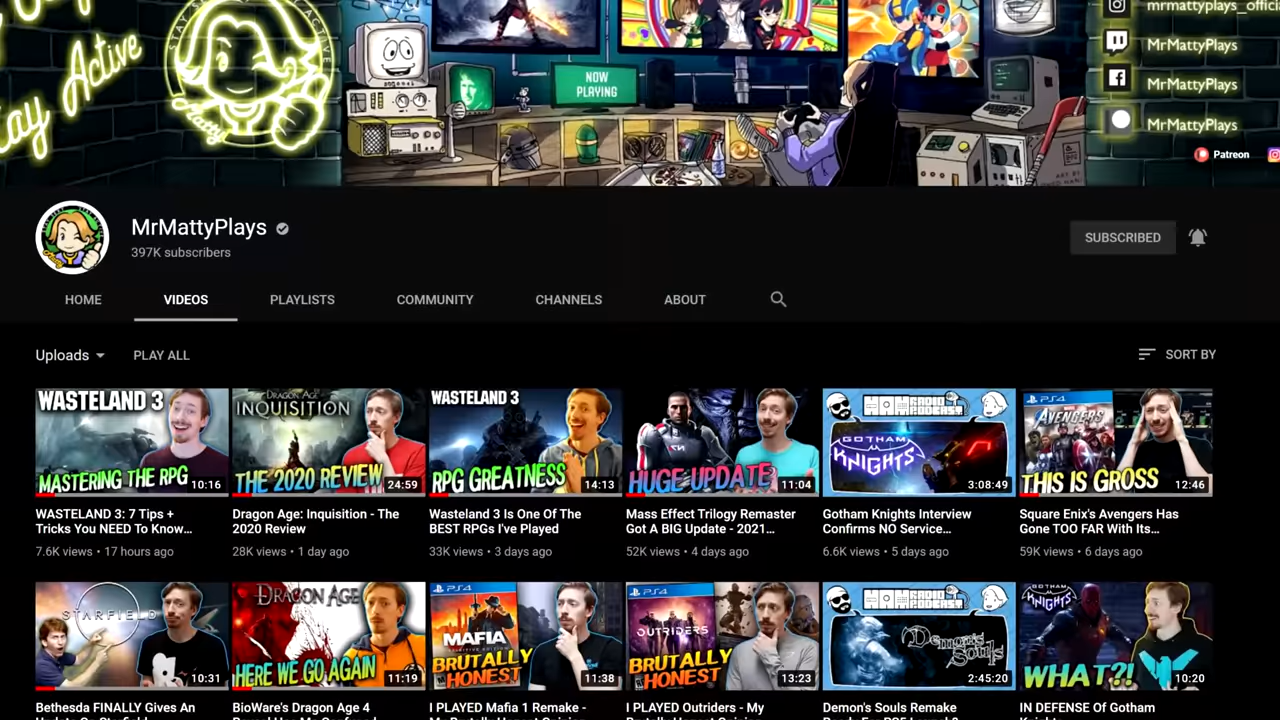 mrmattyplays_offici
STAY S
Y ACTIVE
Stay Active
Matty
NOW
PLAYING
MrMattyPlays
MrMattyPlays
MrMattyPlays
Patreon
MrMattyPlays
397K subscribers
SUBSCRIBED
HOME VIDEOS PLAYLISTS COMMUNITY CHANNELS ABOUT
Uploads PLAY ALL SORT BY
WASTELAND 3
MASTERING THE RPG
10:16
DRAGON AGE
INQUISITION
THE 2020 REVIEW
24:59
WASTELAND 3
RPG GREATNESS
14:13
HUGE UPDATE
11:04
PODCAST
GOTHAM
KNIGHTS
3:08:49
PS4
AVENGERS
THIS IS GROSS
12:46
WASTELAND 3: 7 Tips +
Tricks You NEED To Know...
7.6K views • 17 hours ago
Dragon Age: Inquisition - The
2020 Review
28K views • 1 day ago
Wasteland 3 Is One Of The
BEST RPGs I've Played
33K views • 3 days ago
Mass Effect Trilogy Remaster
Got A BIG Update - 2021...
52K views • 4 days ago
Gotham Knights Interview
Confirms NO Service...
6.6K views • 5 days ago
Square Enix's Avengers Has
Gone TOO FAR With Its...
59K views • 6 days ago
STARFIELD
10:31
DRAGON AGE
HERE WE GO AGAIN
11:19
PS4
MAFIA
BRUTALLY
HONEST
11:38
PS4
OUTRIDERS
BRUTALLY
HONEST
13:23
PODCAST
Demon's
Souls
2:45:20
GOTHAM
KNIGHTS
WHAT?!
10:20
Bethesda FINALLY Gives An
BioWare's Dragon Age 4
I PLAYED Mafia 1 Remake -
I PLAYED Outriders - My
Demon's Souls Remake
IN DEFENSE Of Gotham